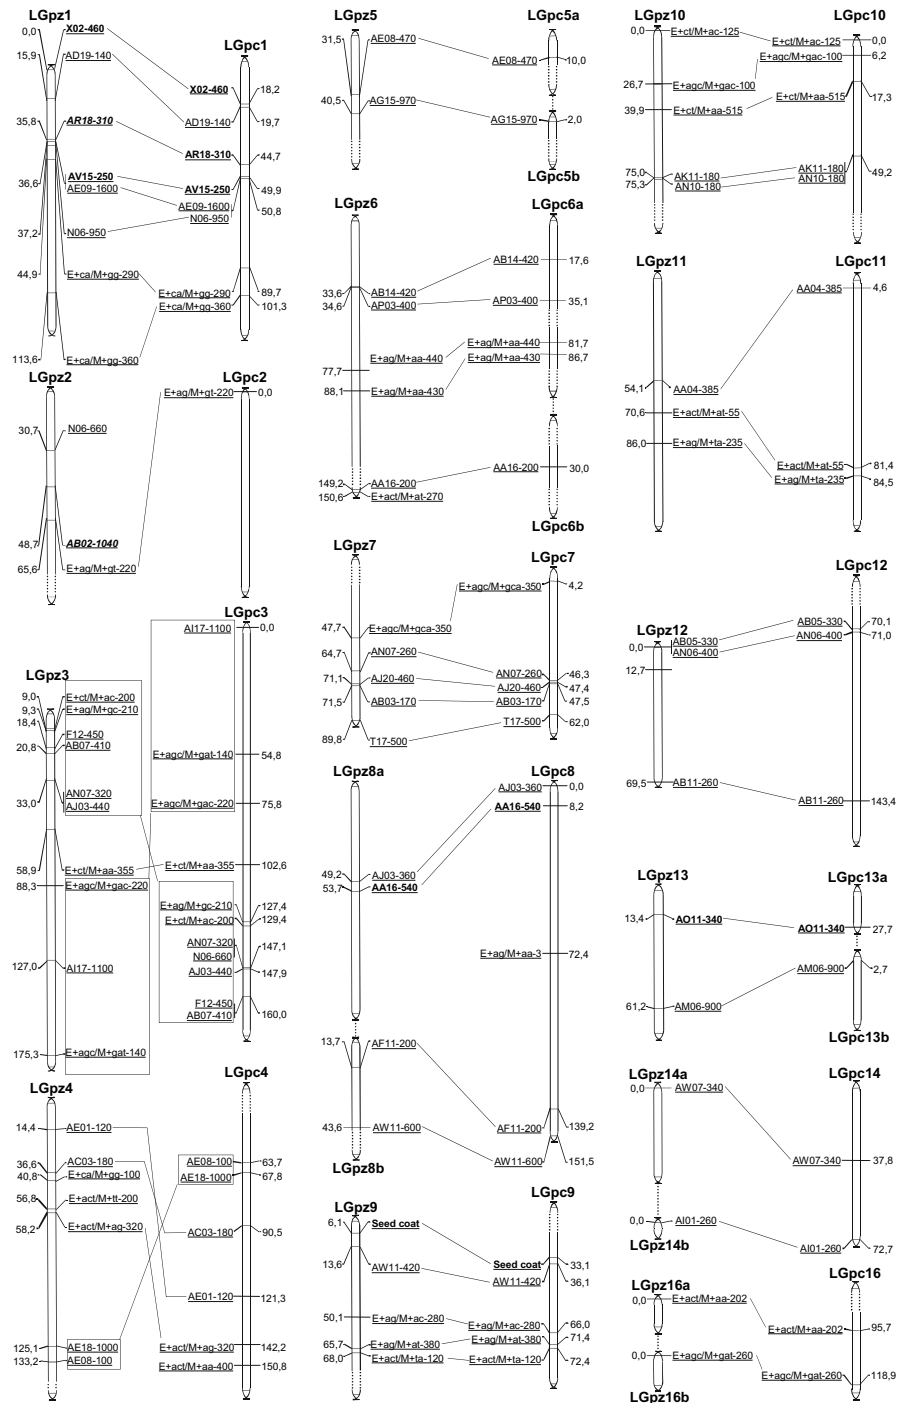 LGpz1
0,0
X02-460
15,9
AD19-140
35,8
AR18-310
36,6
AV15-250
AE09-1600
37,2
N06-950
44,9
E+ca/M+gg-290
113,6
E+ca/M+gg-360
LGpc1
X02-460
18,2
AD19-140
19,7
AR18-310
44,7
AV15-250
49,9
AE09-1600
50,8
N06-950
E+ca/M+gg-290
89,7
E+ca/M+gg-360
101,3
LGpz2
30,7
N06-660
48,7
AB02-1040
65,6
E+ag/M+gt-220
LGpc2
E+ag/M+gt-220
0,0
LGpz3
9,0
E+ct/M+ac-200
9,3
E+ag/M+gc-210
18,4
F12-450
20,8
AB07-410
AN07-320
33,0
AJ03-440
58,9
E+ct/M+aa-355
88,3
E+agc/M+gac-220
127,0
AI17-1100
175,3
E+agc/M+gat-140
LGpc3
AI17-1100
0,0
E+agc/M+gat-140
54,8
E+agc/M+gac-220
75,8
E+ct/M+aa-355
102,6
E+ag/M+gc-210
127,4
E+ct/M+ac-200
129,4
AN07-320
147,1
N06-660
AJ03-440
147,9
F12-450
160,0
AB07-410
LGpz4
14,4
AE01-120
36,6
AC03-180
40,8
E+ca/M+gg-100
56,8
E+act/M+tt-200
58,2
E+act/M+ag-320
125,1
AE18-1000
133,2
AE08-100
LGpc4
AE08-100
63,7
AE18-1000
67,8
AC03-180
90,5
AE01-120
121,3
E+act/M+ag-320
142,2
E+act/M+aa-400
150,8
LGpz5
31,5
AE08-470
40,5
AG15-970
LGpc5a
AE08-470
10,0
AG15-970
2,0
LGpc5b
LGpz6
33,6
AB14-420
34,6
AP03-400
E+ag/M+aa-440
77,7
88,1
E+ag/M+aa-430
149,2
AA16-200
150,6
E+act/M+at-270
LGpc6a
AB14-420
17,6
AP03-400
35,1
E+ag/M+aa-440
81,7
E+ag/M+aa-430
86,7
AA16-200
30,0
LGpc6b
LGpz7
47,7
E+agc/M+gca-350
64,7
AN07-260
71,1
AJ20-460
71,5
AB03-170
89,8
T17-500
LGpc7
E+agc/M+gca-350
4,2
AN07-260
46,3
AJ20-460
47,4
AB03-170
47,5
T17-500
62,0
LGpz8a
49,2
AJ03-360
53,7
AA16-540
13,7
AF11-200
43,6
AW11-600
LGpz8b
LGpc8
AJ03-360
0,0
AA16-540
8,2
E+ag/M+aa-3
72,4
AF11-200
139,2
AW11-600
151,5
LGpz9
6,1
Seed coat
13,6
AW11-420
50,1
E+ag/M+ac-280
65,7
E+ag/M+at-380
68,0
E+act/M+ta-120
LGpc9
Seed coat
33,1
AW11-420
36,1
E+ag/M+ac-280
66,0
E+ag/M+at-380
71,4
E+act/M+ta-120
72,4
LGpz10
0,0
E+ct/M+ac-125
26,7
E+agc/M+gac-100
39,9
E+ct/M+aa-515
75,0
AK11-180
75,3
AN10-180
LGpc10
E+ct/M+ac-125
0,0
E+agc/M+gac-100
6,2
E+ct/M+aa-515
17,3
AK11-180
49,2
AN10-180
LGpz11
54,1
AA04-385
70,6
E+act/M+at-55
86,0
E+ag/M+ta-235
LGpc11
AA04-385
4,6
E+act/M+at-55
81,4
E+ag/M+ta-235
84,5
LGpz12
0,0
AB05-330
AN06-400
12,7
69,5
AB11-260
LGpc12
AB05-330
70,1
AN06-400
71,0
AB11-260
143,4
LGpz13
13,4
AO11-340
61,2
AM06-900
LGpc13a
AO11-340
27,7
AM06-900
2,7
LGpc13b
LGpz14a
0,0
AW07-340
0,0
AI01-260
LGpz14b
LGpc14
AW07-340
37,8
AI01-260
72,7
LGpz16a
0,0
E+act/M+aa-202
0,0
E+agc/M+gat-260
LGpz16b
LGpc16
E+act/M+aa-202
95,7
E+agc/M+gat-260
118,9